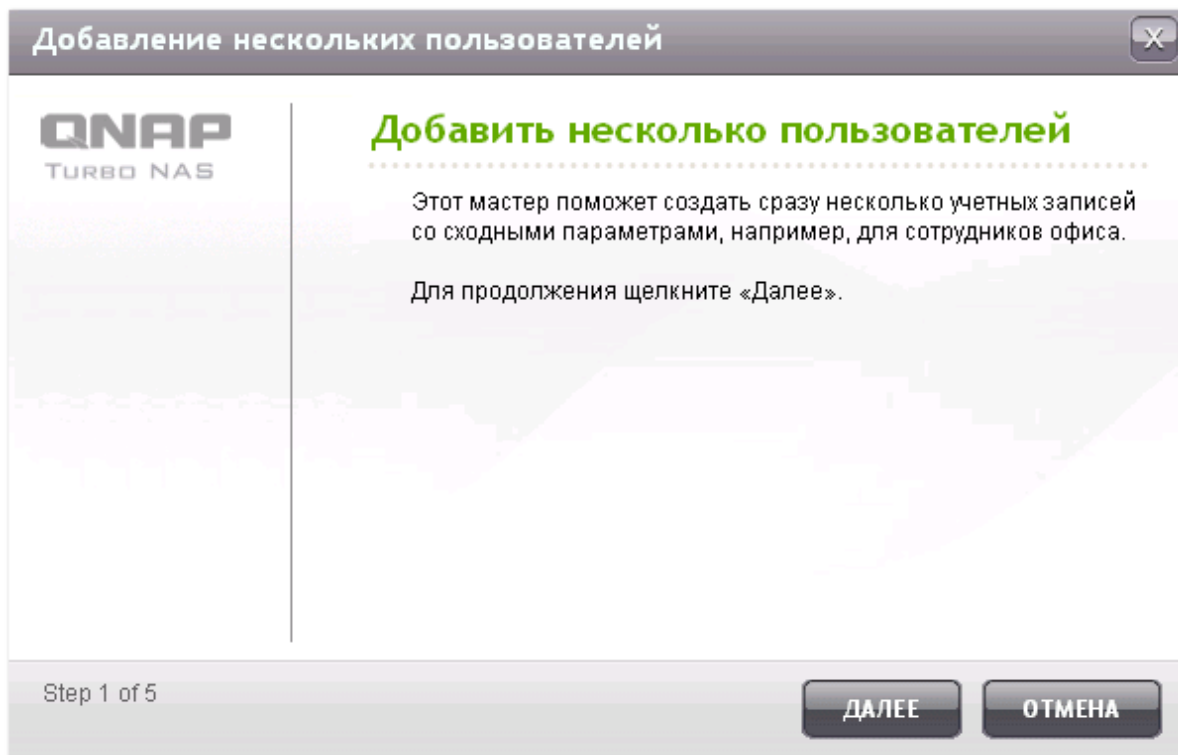 Добавление нескольких пользователей
X
QNAP
TURBO NAS
Добавить несколько пользователей
Этот мастер поможет создать сразу несколько учетных записей
со сходными параметрами, например, для сотрудников офиса.
Для продолжения щелкните «Далее».
Step 1 of 5
ДАЛЕЕ
ОТМЕНА